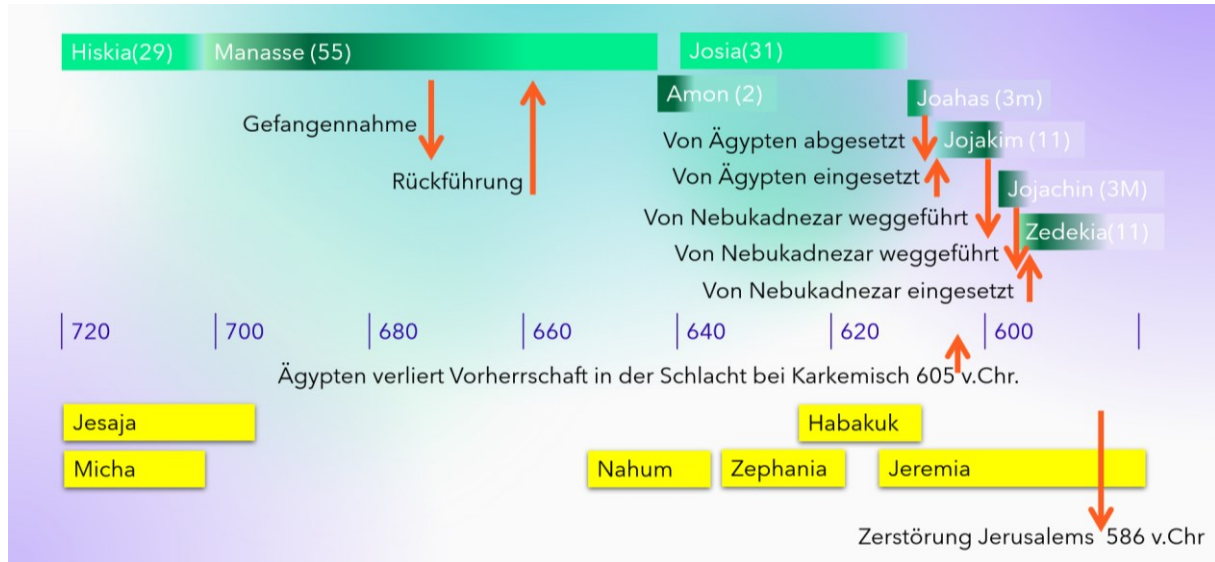 Hiskia(29)
Manasse (55)
Josia(31)
Amon (2)
Joahas (3m)
Gefangennahme
Von Ägypten abgesetzt
Jojakim (11)
Rückführung
Von Ägypten eingesetzt
Jojachin (3M)
Von Nebukadnezar weggeführt
Zedekia(11)
Von Nebukadnezar weggeführt
Von Nebukadnezar eingesetzt
720
700
680
660
640
620
600
Ägypten verliert Vorherrschaft in der Schlacht bei Karkemisch 605 v.Chr.
Jesaja
Habakuk
Micha
Nahum
Zephania
Jeremia
Zerstörung Jerusalems 586 v.Chr